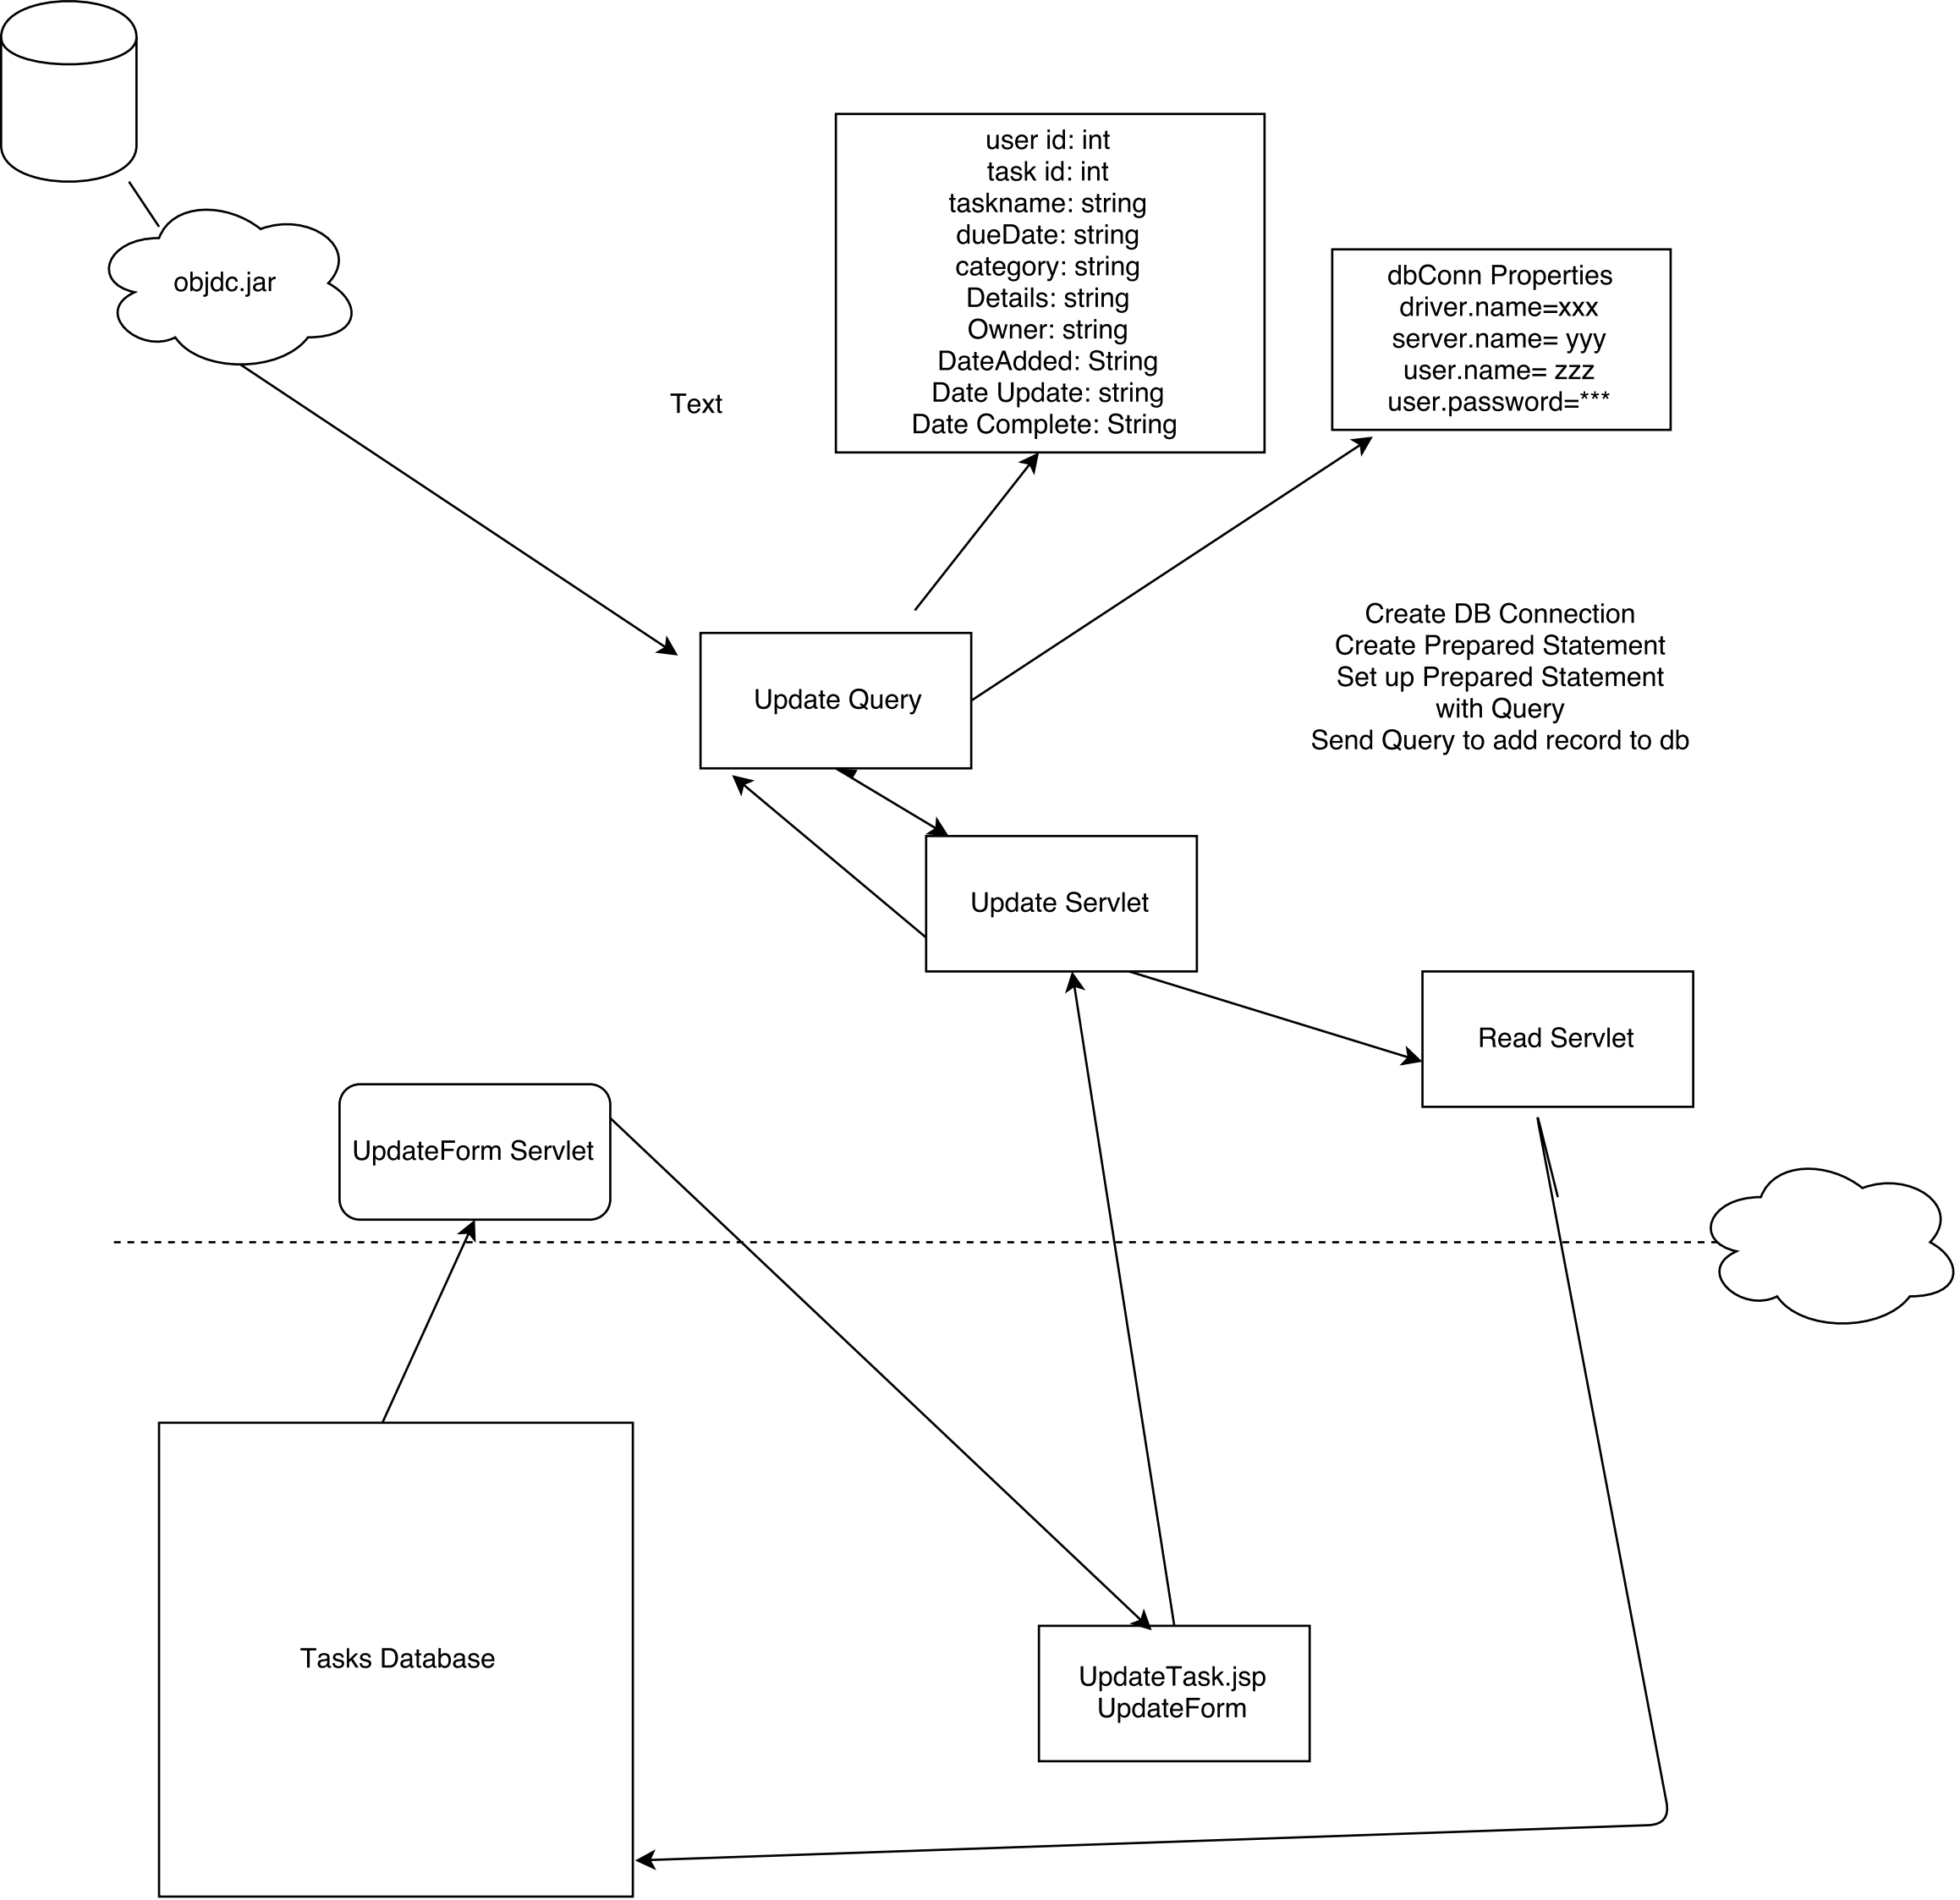 user id: int
task id: int
taskname: string
dueDate: string
category: string
Details: string
Owner: string
DateAdded: String
Date Update: string
Date Complete: String
dbConn Properties
driver.name=xxx
server.name= yyy
user.name= zzz
user.password=***
objdc.jar
Text
Create DB Connection
Create Prepared Statement
Set up Prepared Statement
with Query
Send Query to add record to db
Update Query
Update Servlet
Read Servlet
UpdateForm Servlet
Tasks Database
UpdateTask.jsp
UpdateForm